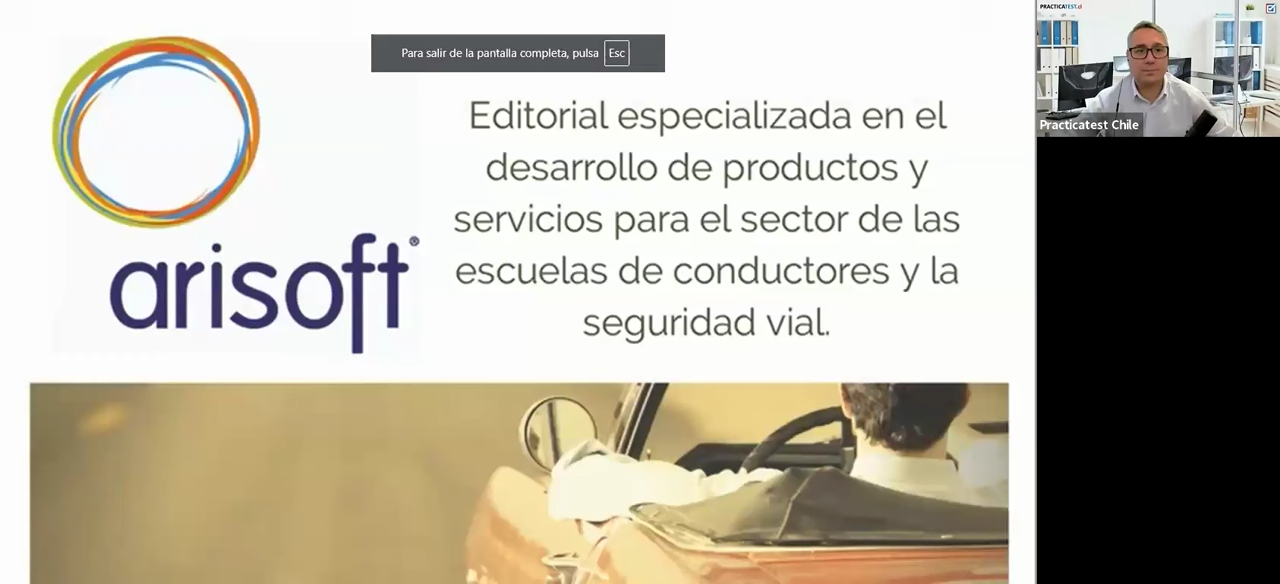 Para salir de la pantalla completa, pulsa Esc
Editorial especializada en el
desarrollo de productos y
servicios para el sector de las
escuelas de conductores y la
seguridad vial.
arisoft®
PRACTICATEST.cl
Practicatest Chile